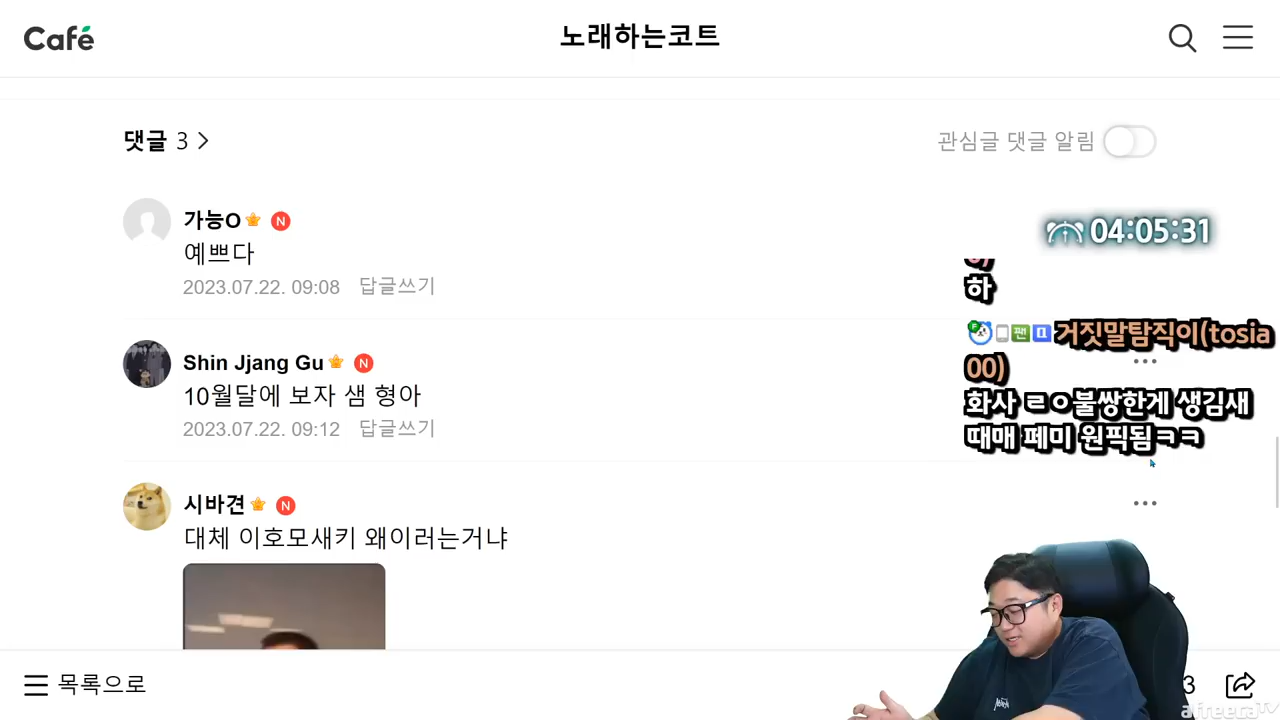 Café
노래하는코트
댓글 3
관심글 댓글 알림
가능O N
예쁘다
2023.07.22. 09:08 답글쓰기
Shin Jjang Gu N
10월달에 보자 샘 형아
2023.07.22. 09:12 답글쓰기
시바견 N
대체 이호모새키 왜이러는거냐
04:05:31
하
F 팬 n 거짓말탐직이(tosia
00)
화사 ㄹㅇ불쌍한게 생김새
때매 폐미 원픽됨ㅋㅋ
목록으로
3
afreecaTV